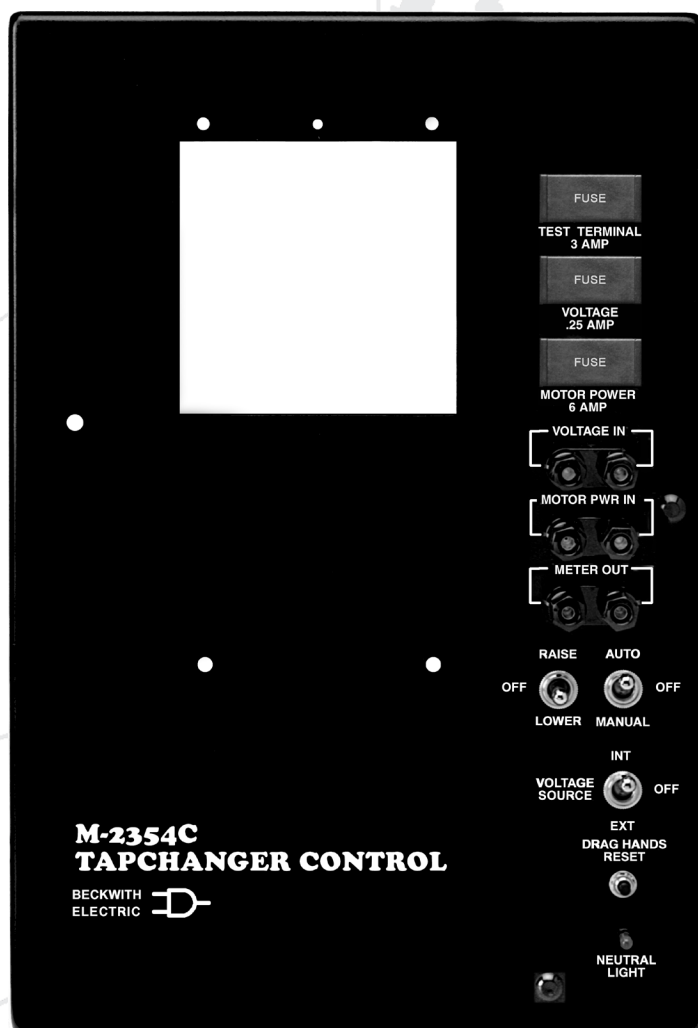 FUSE
TEST TERMINAL
3 AMP
FUSE
VOLTAGE
.25 AMP
FUSE
MOTOR POWER
6 AMP
VOLTAGE IN
MOTOR PWR IN
METER OUT
RAISE AUTO
OFF OFF
LOWER MANUAL
INT
VOLTAGE
SOURCE
OFF
EXT
DRAG HANDS
RESET
M-2354C
TAPCHANGER CONTROL
BECKWITH
ELECTRIC
NEUTRAL
LIGHT